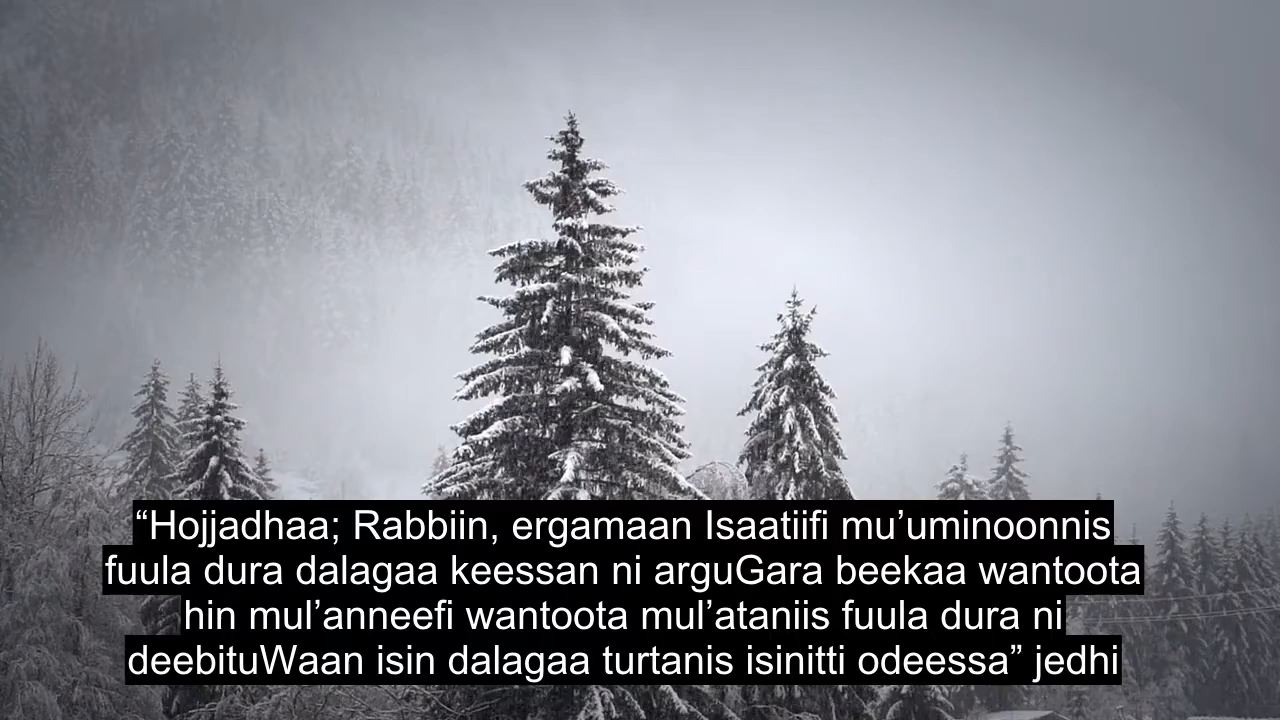 “Hojjadhaa; Rabbiin, ergamaan Isaatiifi mu’uminoonnis
fuula dura dalagaa keessan ni arguGara beekaa wantoota
hin mul’anneefi wantoota mul’ataniis fuula dura ni
deebituWaan isin dalagaa turtanis isinitti odeessa” jedhi